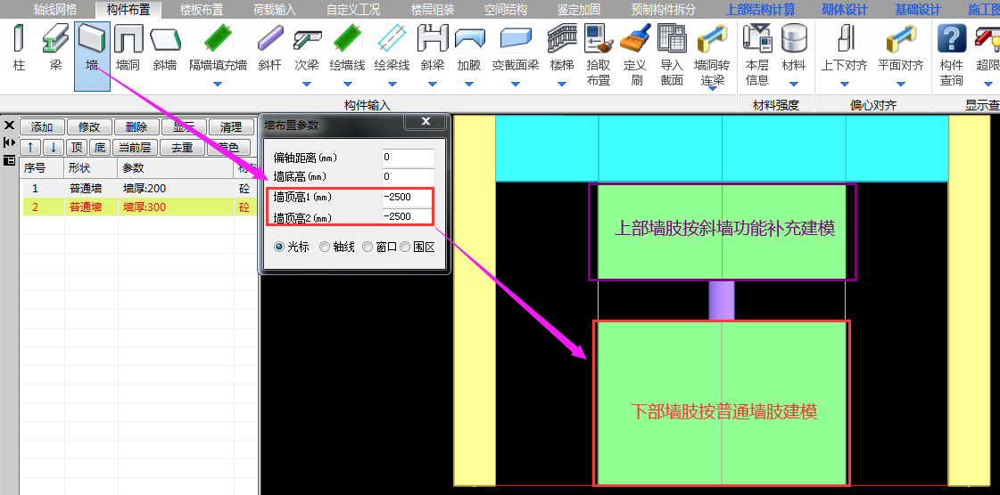 轴线网格 构件布置 楼板布置 荷载输入 自定义工况 楼层组装 空间结构 鉴定加固 预制构件拆分 上部结构计算 砌体设计 基础设计
柱 梁 墙 墙洞 斜墙 隔墙填充墙 斜杆 次梁 绘墙线 绘梁线 斜梁 加腋 变截面梁 楼梯 拾取布置 定义刷 导入截面 墙洞转连梁 本层信息 材料 上下对齐 平面对齐 构件查询
构件输入 材料强度 偏心对齐
添加 修改 删除 显示 清理
↑ ↓ 顶 底 当前层 去重
序号 形状 参数
1 普通墙 墙厚:200 砼
2 普通墙 墙厚:300 砼
墙布置参数 X
偏轴距离(mm) 0
墙底高(mm) 0
墙顶高1(mm) -2500
墙顶高2(mm) -2500
光标 轴线 窗口 围区
上部墙肢按斜墙功能补充建模
下部墙肢按普通墙肢建模